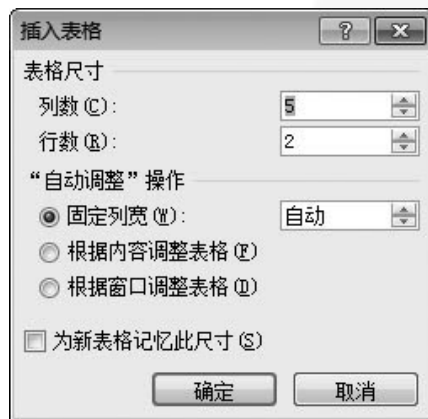 插入表格
表格尺寸
列数(C): 5
行数(R): 2
“自动调整”操作
固定列宽(W): 自动
根据内容调整表格(F)
根据窗口调整表格(D)
为新表格记忆此尺寸(S)
确定 取消